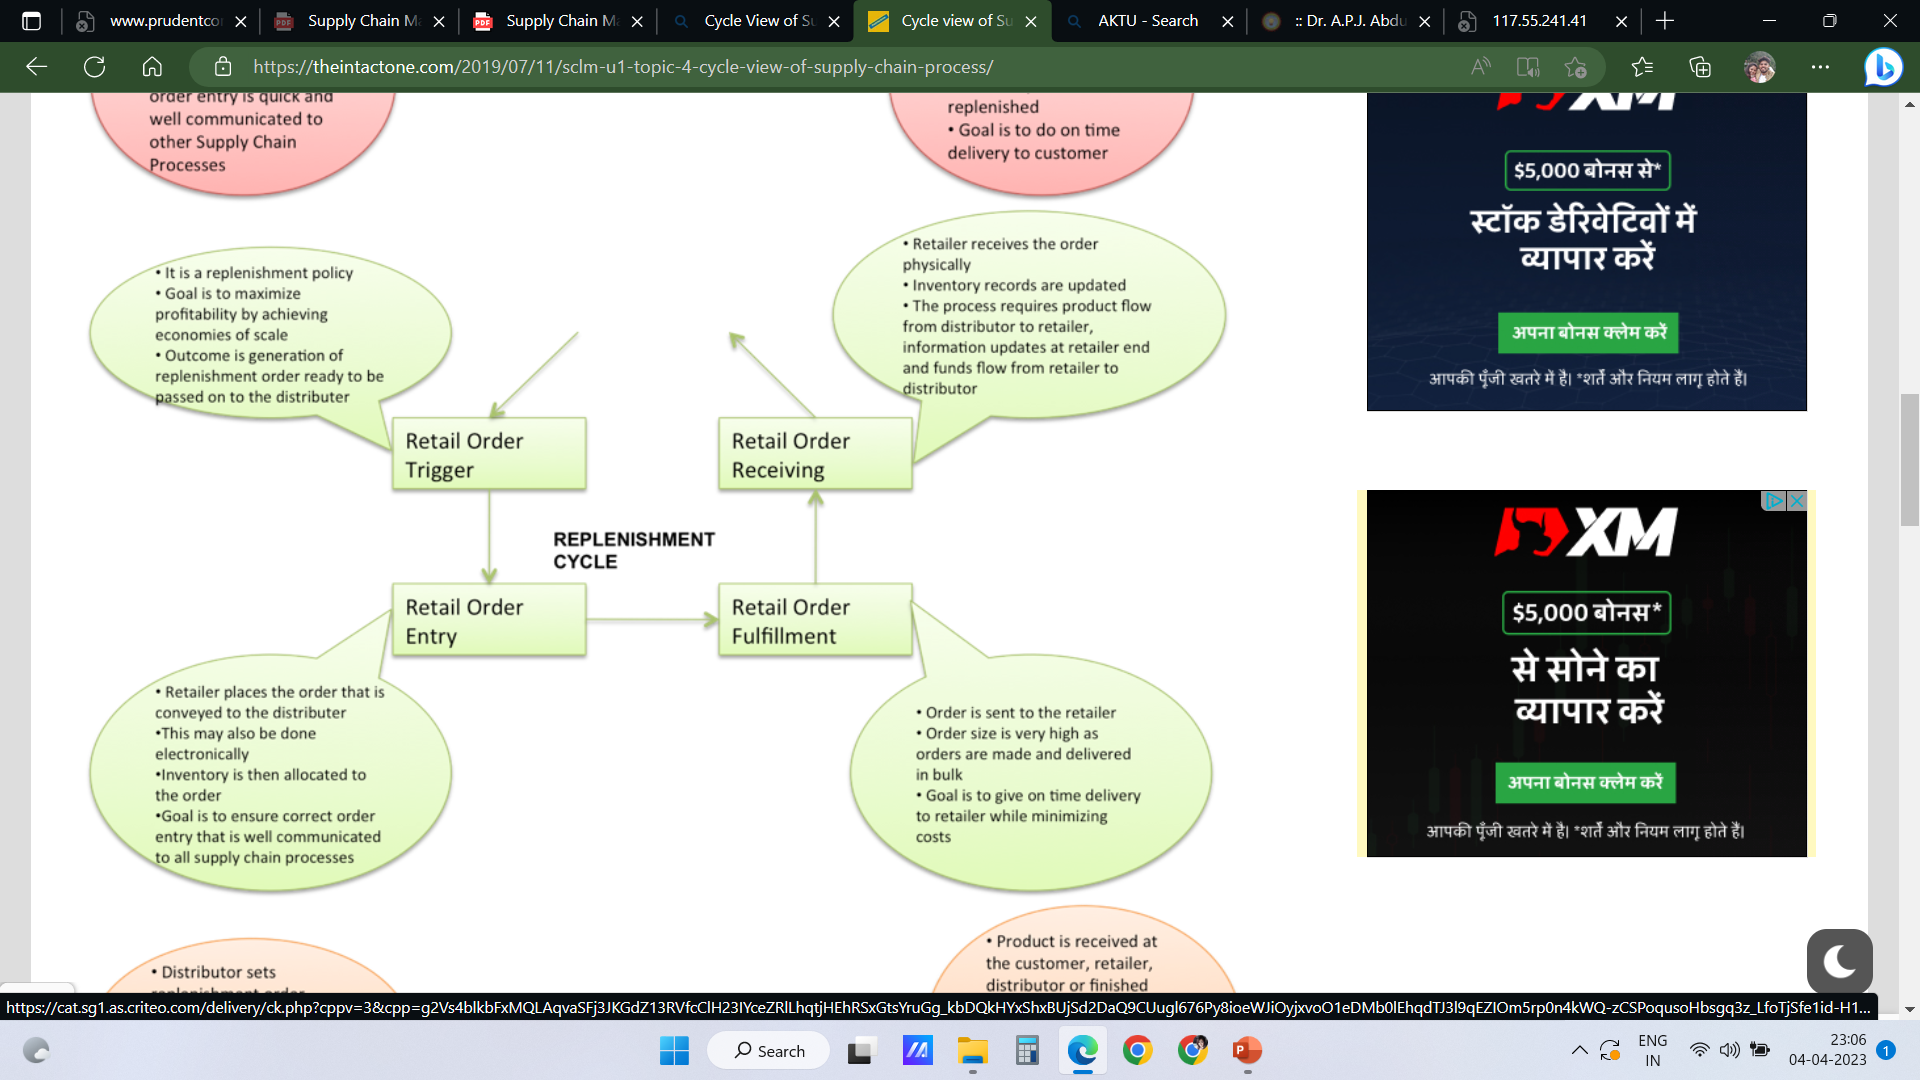 www.prudentco
Supply Chain Ma
Supply Chain Ma
Cycle View of Su
Cycle view of Su
AKTU - Search
:: Dr. A.P.J. Abdu
117.55.241.41
https://theintactone.com/2019/07/11/sclm-u1-topic-4-cycle-view-of-supply-chain-process/
order entry is quick and
well communicated to
other Supply Chain
Processes
replenished
• Goal is to do on time
delivery to customer
XM
$5,000 बोनस से*
स्टॉक डेरिवेटिवों में
व्यापार करें
अपना बोनस क्लेम करें
आपकी पूँजी खतरे में है। *शर्तें और नियम लागू होते हैं।
• It is a replenishment policy
• Goal is to maximize
profitability by achieving
economies of scale
• Outcome is generation of
replenishment order ready to be
passed on to the distributer
• Retailer receives the order
physically
• Inventory records are updated
• The process requires product flow
from distributor to retailer,
information updates at retailer end
and funds flow from retailer to
distributor
Retail Order
Trigger
Retail Order
Receiving
REPLENISHMENT
CYCLE
Retail Order
Entry
Retail Order
Fulfillment
• Retailer places the order that is
conveyed to the distributer
•This may also be done
electronically
•Inventory is then allocated to
the order
•Goal is to ensure correct order
entry that is well communicated
to all supply chain processes
• Order is sent to the retailer
• Order size is very high as
orders are made and delivered
in bulk
• Goal is to give on time delivery
to retailer while minimizing
costs
XM
$5,000 बोनस*
से सोने का
व्यापार करें
अपना बोनस क्लेम करें
आपकी पूँजी खतरे में है। *शर्तें और नियम लागू होते हैं।
• Distributor sets
replenishment order
• Product is received at
the customer, retailer,
distributor or finished
Search
ENG
IN
23:06
04-04-2023
1